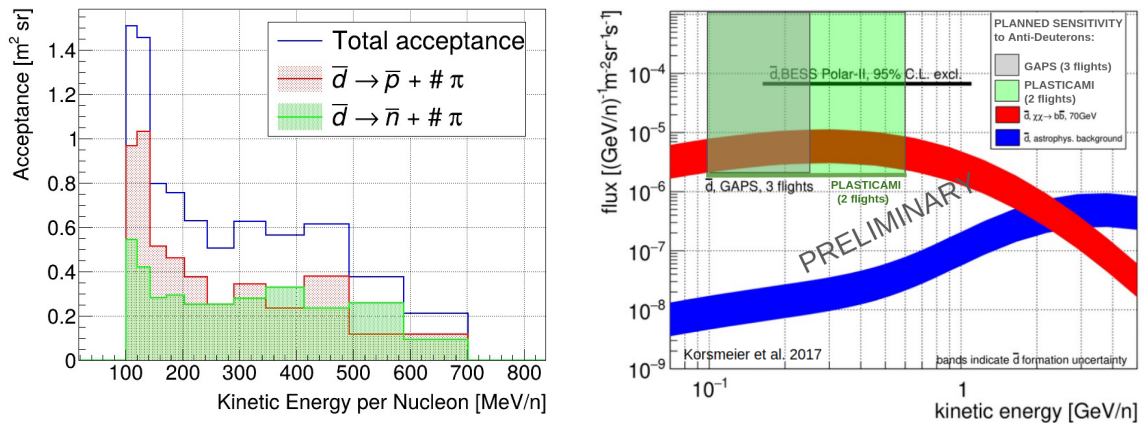 Acceptance [m² sr]
1.4
1.2
1
0.8
0.6
0.4
0.2
0
100 200 300 400 500 600 700 800
Kinetic Energy per Nucleon [MeV/n]
Total acceptance
d̅ → p̅ + # π
d̅ → n̅ + # π
flux [(GeV/n)⁻¹m⁻²sr⁻¹s⁻¹]
10⁻⁴
10⁻⁵
10⁻⁶
10⁻⁷
10⁻⁸
10⁻⁹
10⁻¹ 1
kinetic energy [GeV/n]
d̅,BESS Polar-II, 95% C.L. excl.
PLANNED SENSITIVITY
to Anti-Deuterons:
GAPS (3 flights)
PLASTICAMI
(2 flights)
d̅, χχ→ bb̅, 70GeV
d̅, astrophys. background
d̅, GAPS, 3 flights
PLASTICAMI
(2 flights)
PRELIMINARY
Korsmeier et al. 2017
bands indicate d̅ formation uncertainty